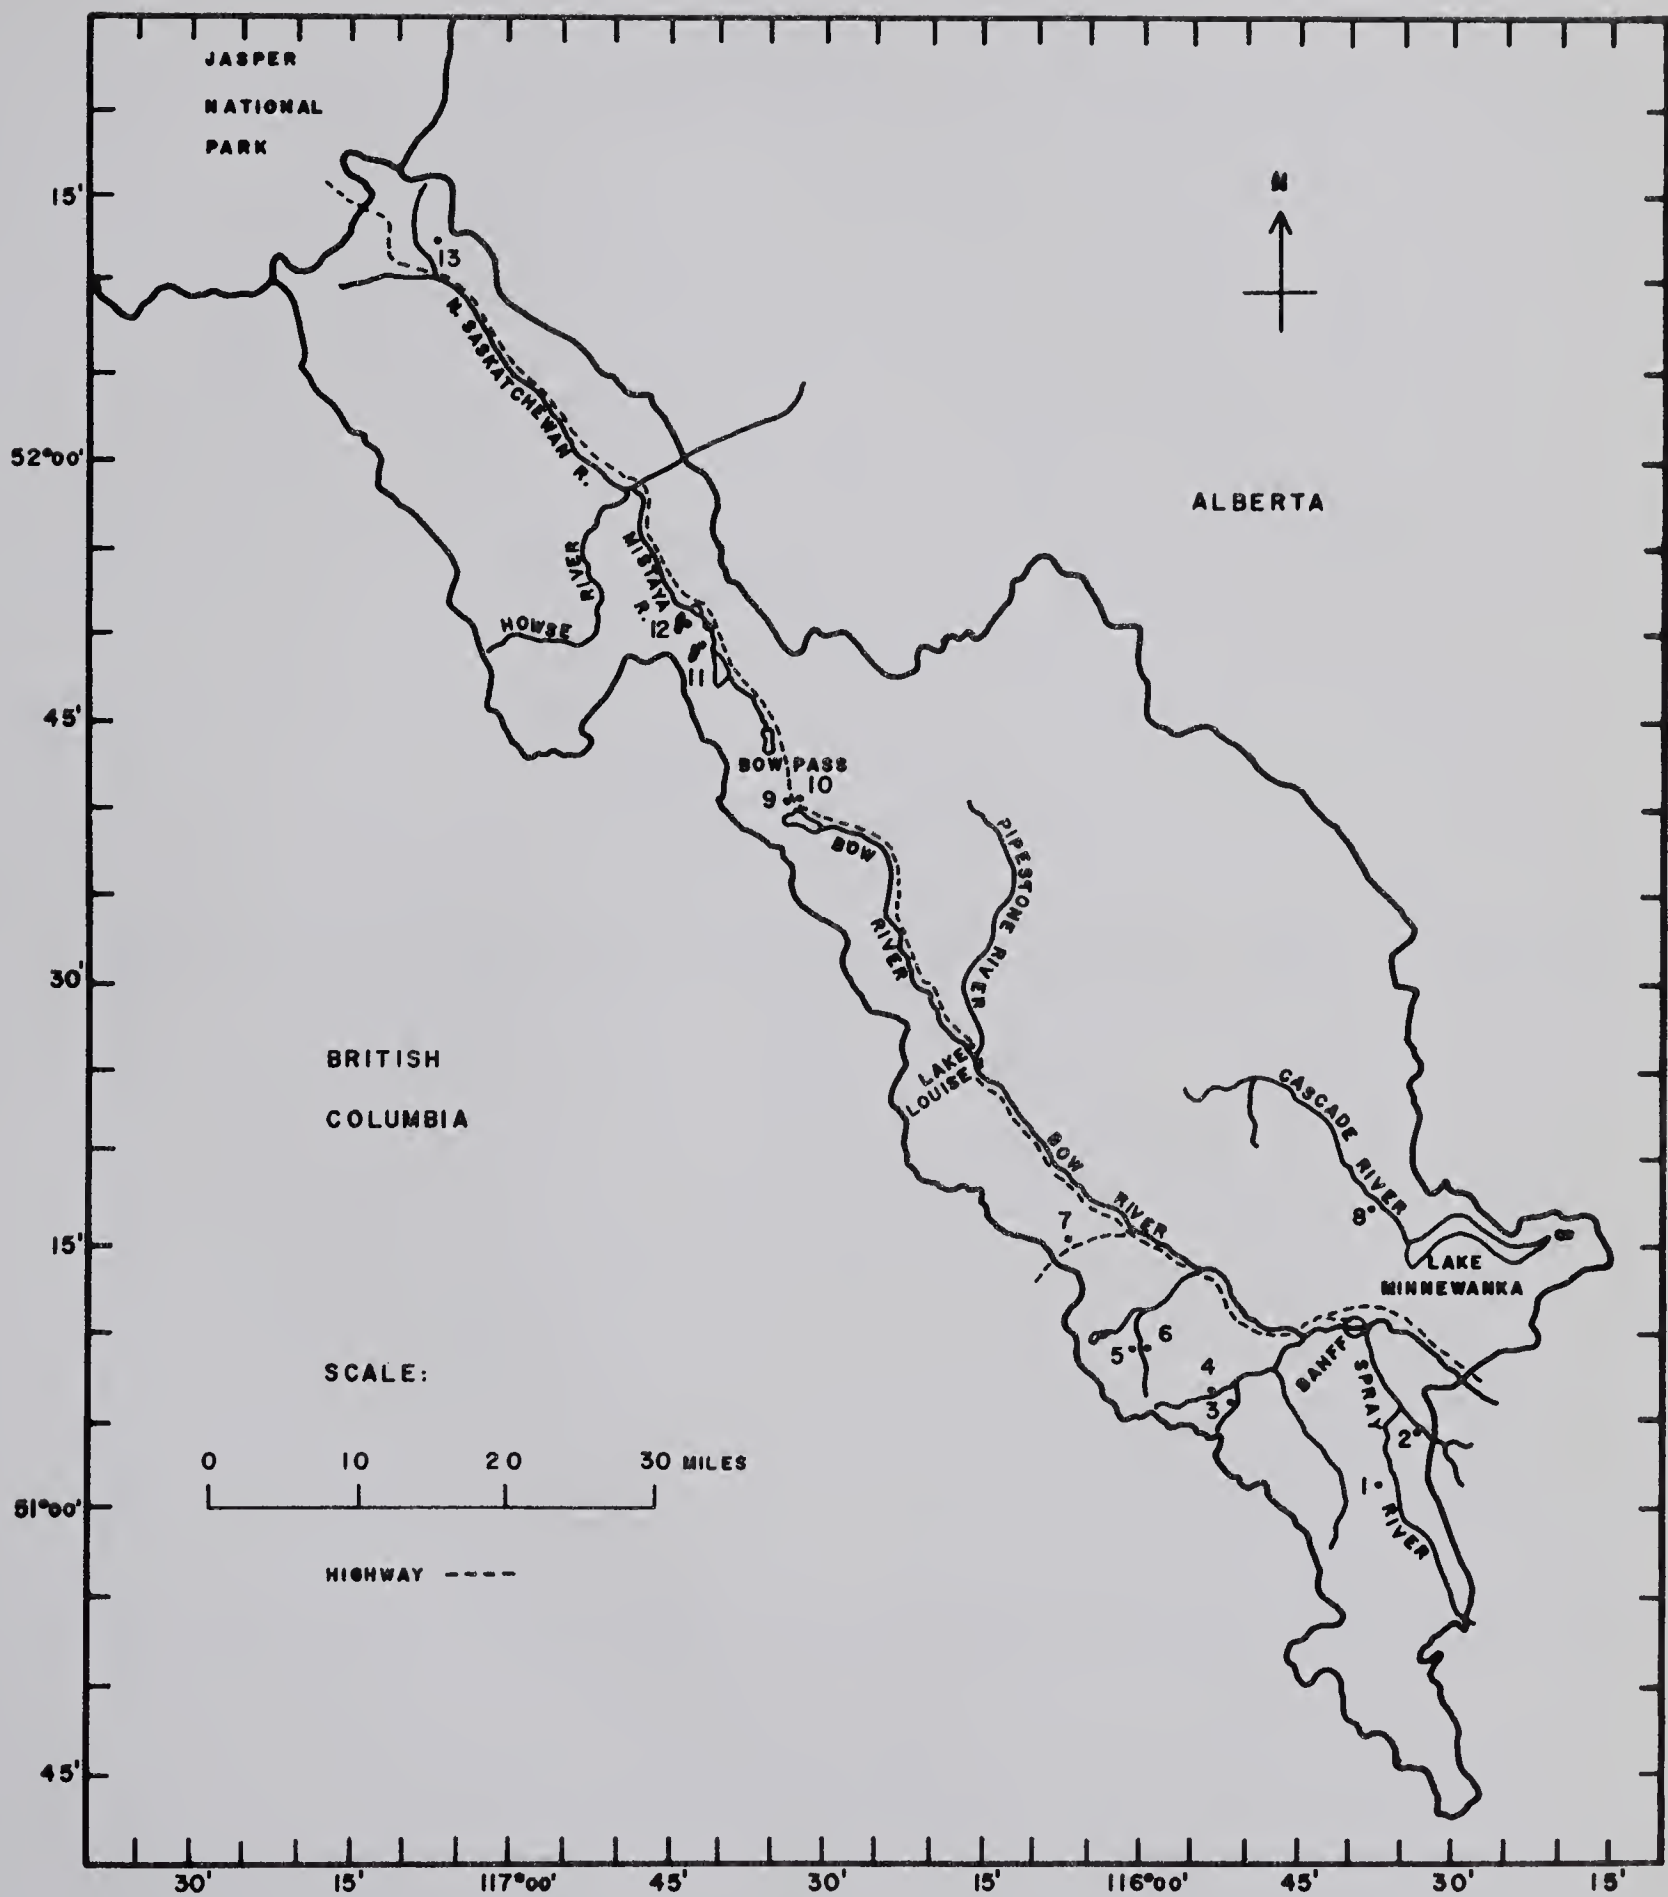 JASPER
NATIONAL
PARK
N
15'
13
N. SASKATCHEWAN R.
52°00'
ALBERTA
MISTAYA R.
HOWSE RIVER
12
11
45'
BOW PASS
9
10
BOW RIVER
PIPESTONE RIVER
30'
LAKE
LOUISE
BRITISH
COLUMBIA
CASCADE RIVER
BOW RIVER
8
7
15'
LAKE
MINNEWANKA
6
5
4
3
BANFF
SPRAY RIVER
2
1
SCALE:
0 10 20 30 MILES
51°00'
HIGHWAY ----
45'
30' 15' 117°00' 45' 30' 15' 116°00' 45' 30' 15'